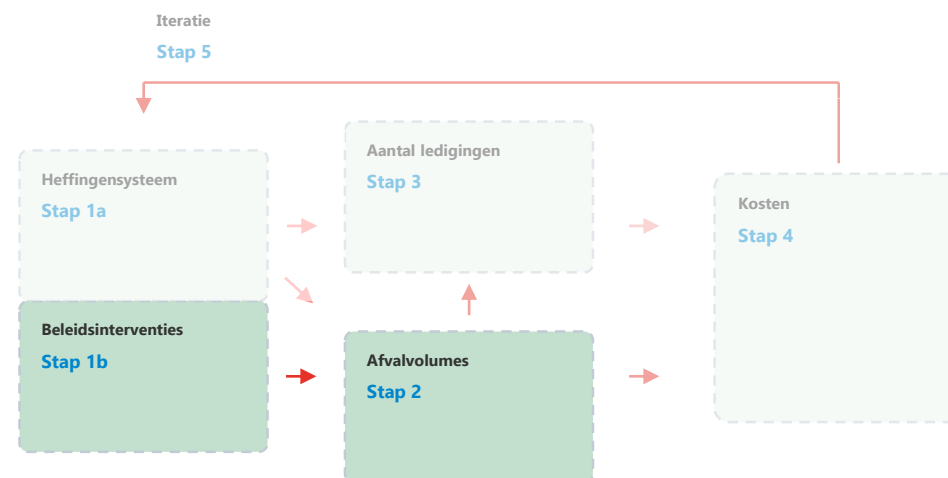 Iteratie
Stap 5
Heffingensysteem
Stap 1a
Aantal ledigingen
Stap 3
Kosten
Stap 4
Beleidsinterventies
Stap 1b
Afvalvolumes
Stap 2